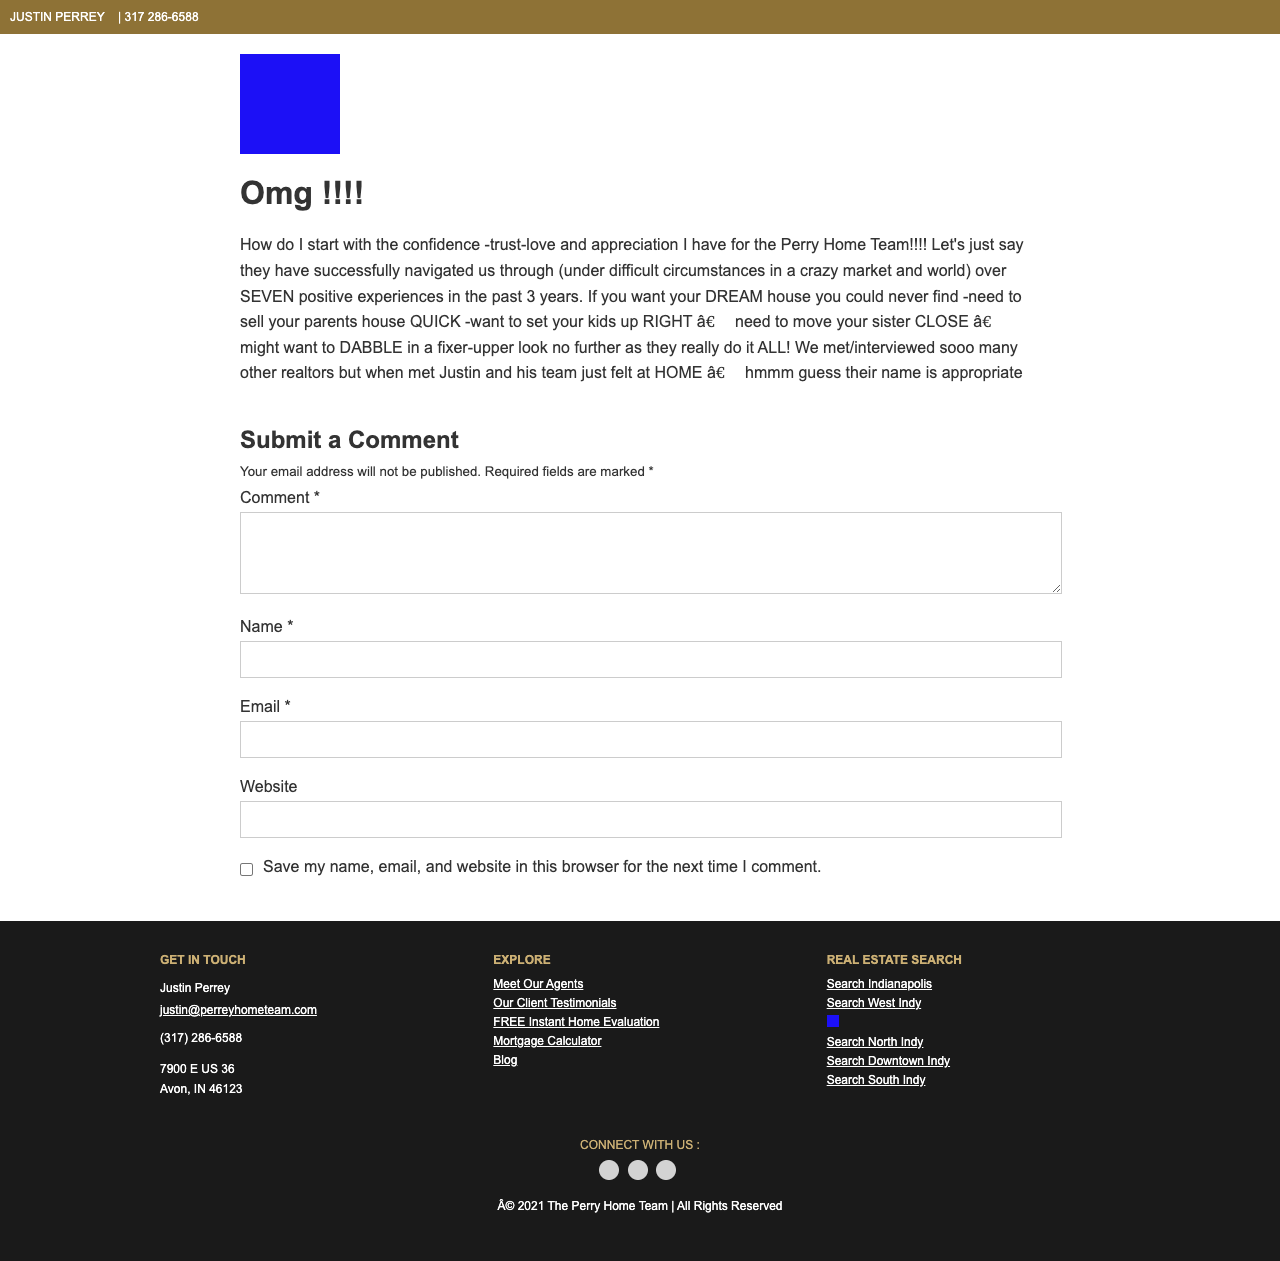 JUSTIN PERREY | 317 286-6588
Omg !!!!
How do I start with the confidence -trust-love and appreciation I have for the Perry Home Team!!!! Let's just say
they have successfully navigated us through (under difficult circumstances in a crazy market and world) over
SEVEN positive experiences in the past 3 years. If you want your DREAM house you could never find -need to
sell your parents house QUICK -want to set your kids up RIGHT â€ need to move your sister CLOSE â€
might want to DABBLE in a fixer-upper look no further as they really do it ALL! We met/interviewed sooo many
other realtors but when met Justin and his team just felt at HOME â€ hmmm guess their name is appropriate
Submit a Comment
Your email address will not be published. Required fields are marked *
Comment *
Name *
Email *
Website
Save my name, email, and website in this browser for the next time I comment.
GET IN TOUCH
Justin Perrey
justin@perreyhometeam.com
(317) 286-6588
7900 E US 36
Avon, IN 46123
EXPLORE
Meet Our Agents
Our Client Testimonials
FREE Instant Home Evaluation
Mortgage Calculator
Blog
REAL ESTATE SEARCH
Search Indianapolis
Search West Indy
Search North Indy
Search Downtown Indy
Search South Indy
CONNECT WITH US :
Â© 2021 The Perry Home Team | All Rights Reserved